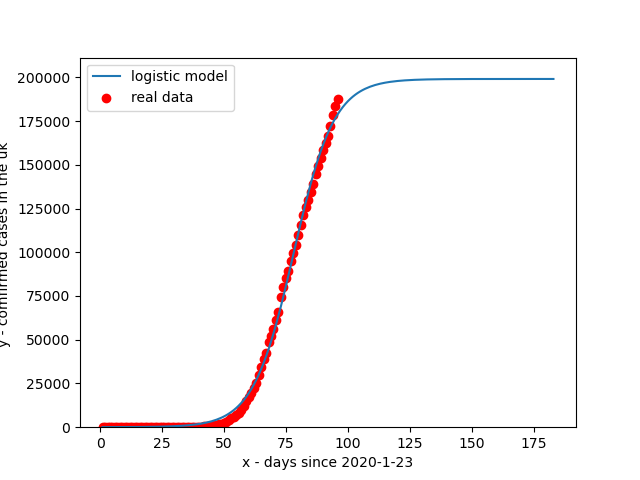 logistic model
real data
200000
175000
150000
125000
100000
75000
50000
25000
0
0 25 50 75 100 125 150 175
x - days since 2020-1-23
y - comfirmed cases in the uk